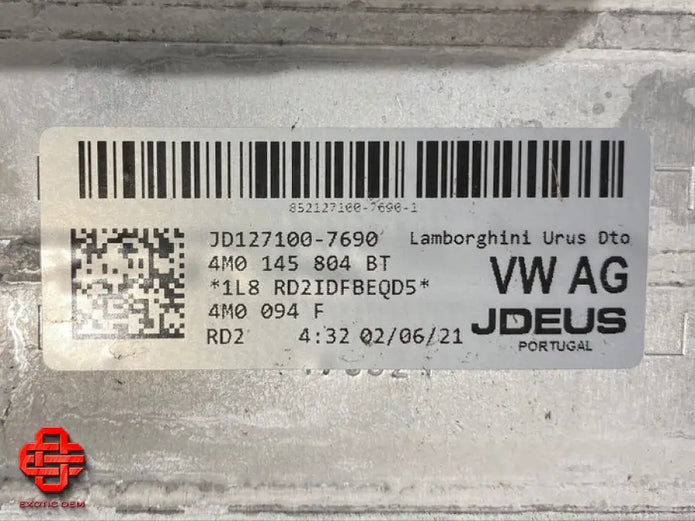 852127100-7690-1
JD127100-7690 Lamborghini Urus Dto
4M0 145 804 BT
VW AG
*1L8 RD2IDFBEQD5*
4M0 094 F
JDEUS
RD2 4:32 02/06/21
PORTUGAL
EXOTIC OEM